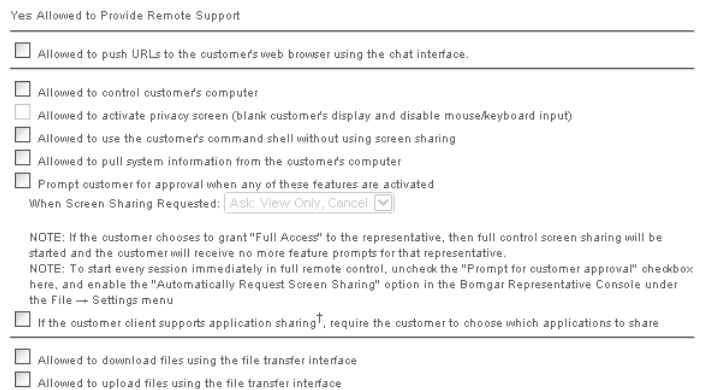 Yes Allowed to Provide Remote Support
Allowed to push URLs to the customer's web browser using the chat interface.
Allowed to control customer's computer
Allowed to activate privacy screen (blank customer's display and disable mouse/keyboard input)
Allowed to use the customer's command shell without using screen sharing
Allowed to pull system information from the customer's computer
Prompt customer for approval when any of these features are activated
When Screen Sharing Requested: Ask: View Only, Cancel
NOTE: If the customer chooses to grant "Full Access" to the representative, then full control screen sharing will be
started and the customer will receive no more feature prompts for that representative.
NOTE: To start every session immediately in full remote control, uncheck the "Prompt for customer approval" checkbox
here, and enable the "Automatically Request Screen Sharing" option in the Bomgar Representative Console under
the File → Settings menu
If the customer client supports application sharing†, require the customer to choose which applications to share
Allowed to download files using the file transfer interface
Allowed to upload files using the file transfer interface